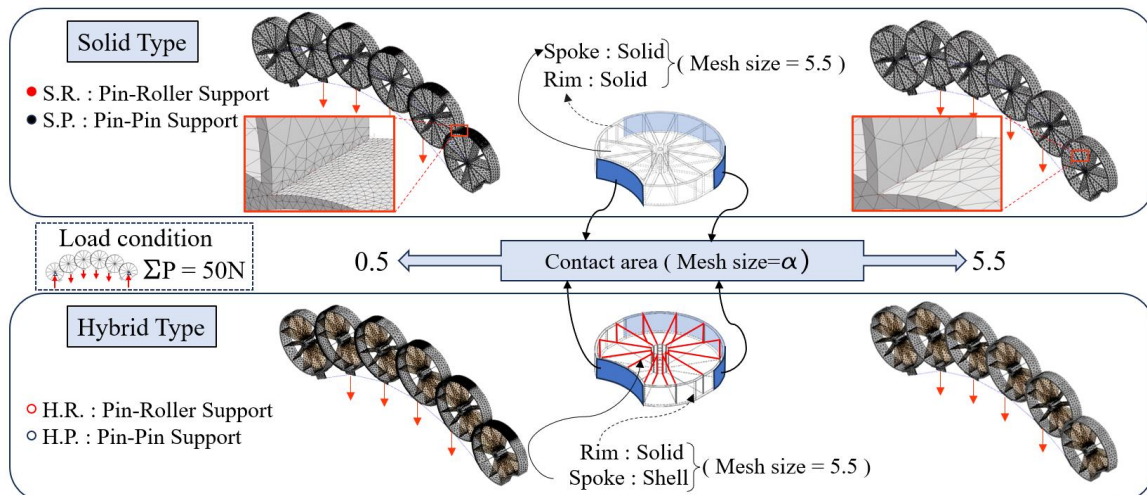 Solid Type
S.R. : Pin-Roller Support
S.P. : Pin-Pin Support
Spoke : Solid
Rim : Solid
( Mesh size = 5.5 )
Load condition
ΣP = 50N
0.5
Contact area ( Mesh size=α)
5.5
Hybrid Type
H.R. : Pin-Roller Support
H.P. : Pin-Pin Support
Rim : Solid
Spoke : Shell
( Mesh size = 5.5 )